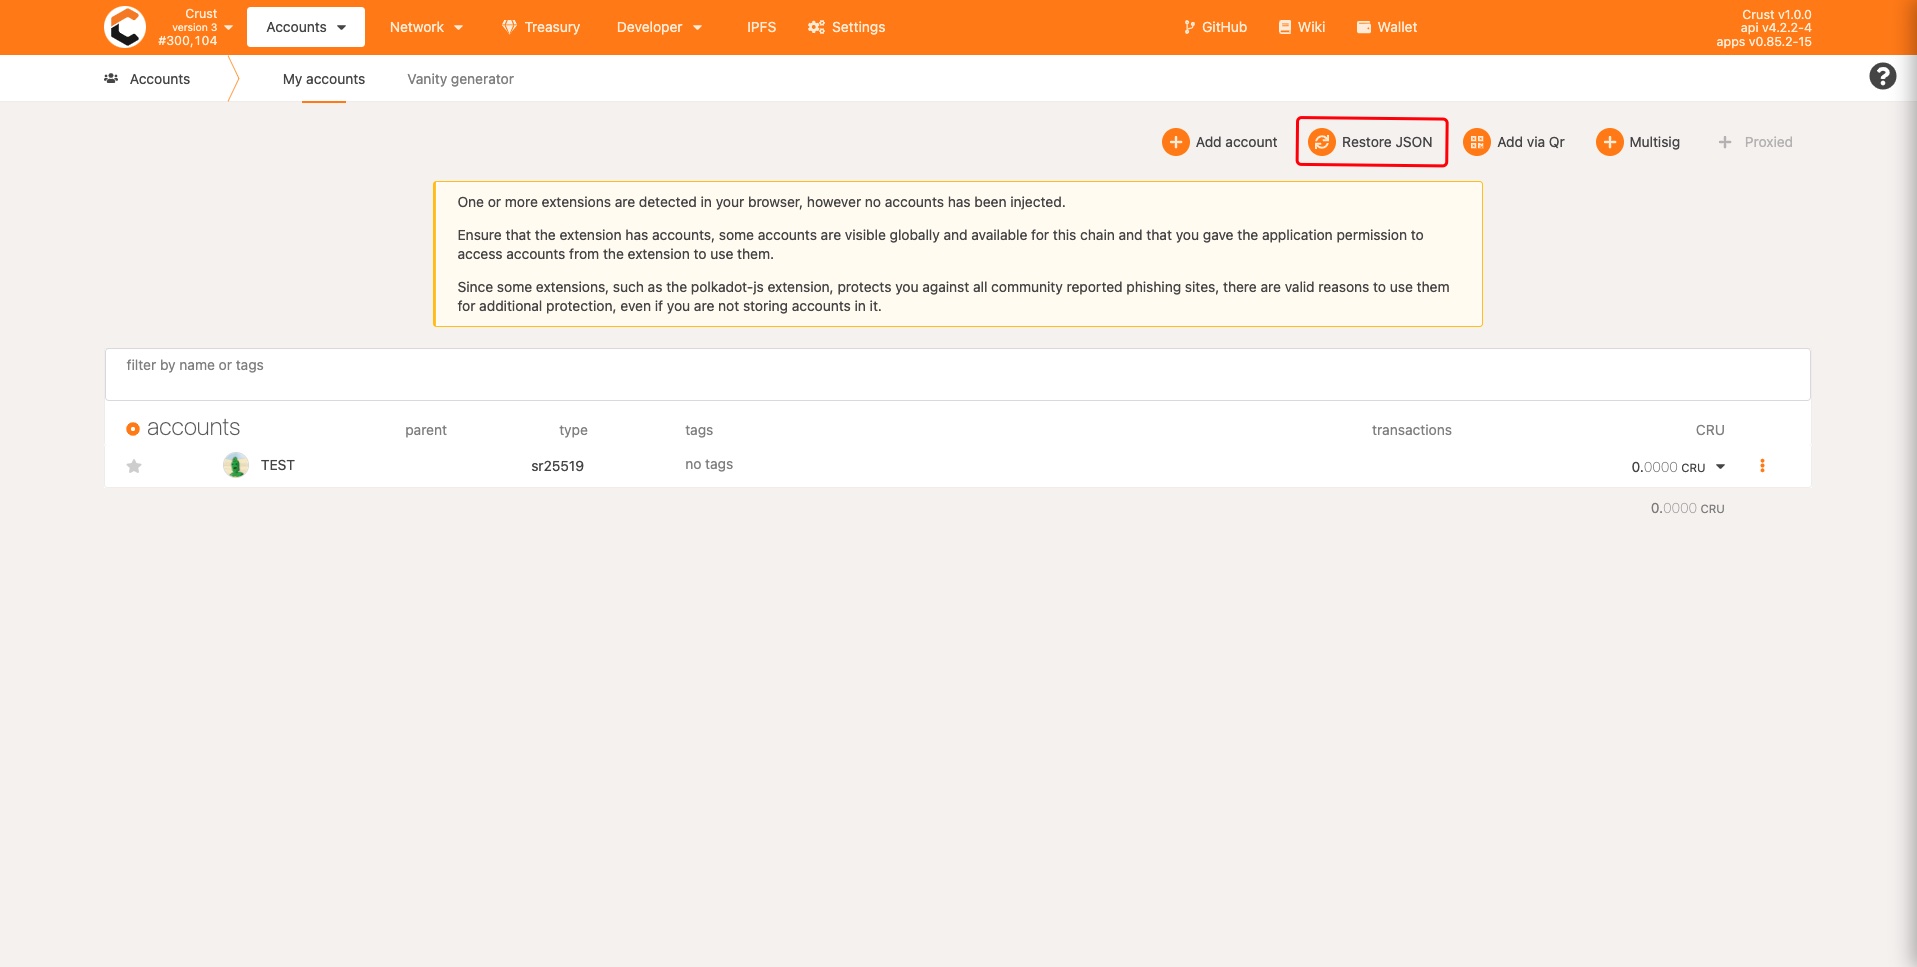 Crust
version 3
#300,104
Accounts
Network
Treasury
Developer
IPFS
Settings
GitHub
Wiki
Wallet
Crust v1.0.0
api v4.2.2-4
apps v0.85.2-15
Accounts
My accounts
Vanity generator
?
Add account
Restore JSON
Add via Qr
Multisig
Proxied
One or more extensions are detected in your browser, however no accounts has been injected.
Ensure that the extension has accounts, some accounts are visible globally and available for this chain and that you gave the application permission to
access accounts from the extension to use them.
Since some extensions, such as the polkadot-js extension, protects you against all community reported phishing sites, there are valid reasons to use them
for additional protection, even if you are not storing accounts in it.
filter by name or tags
accounts parent type tags transactions CRU
TEST sr25519 no tags 0.0000 CRU
0.0000 CRU